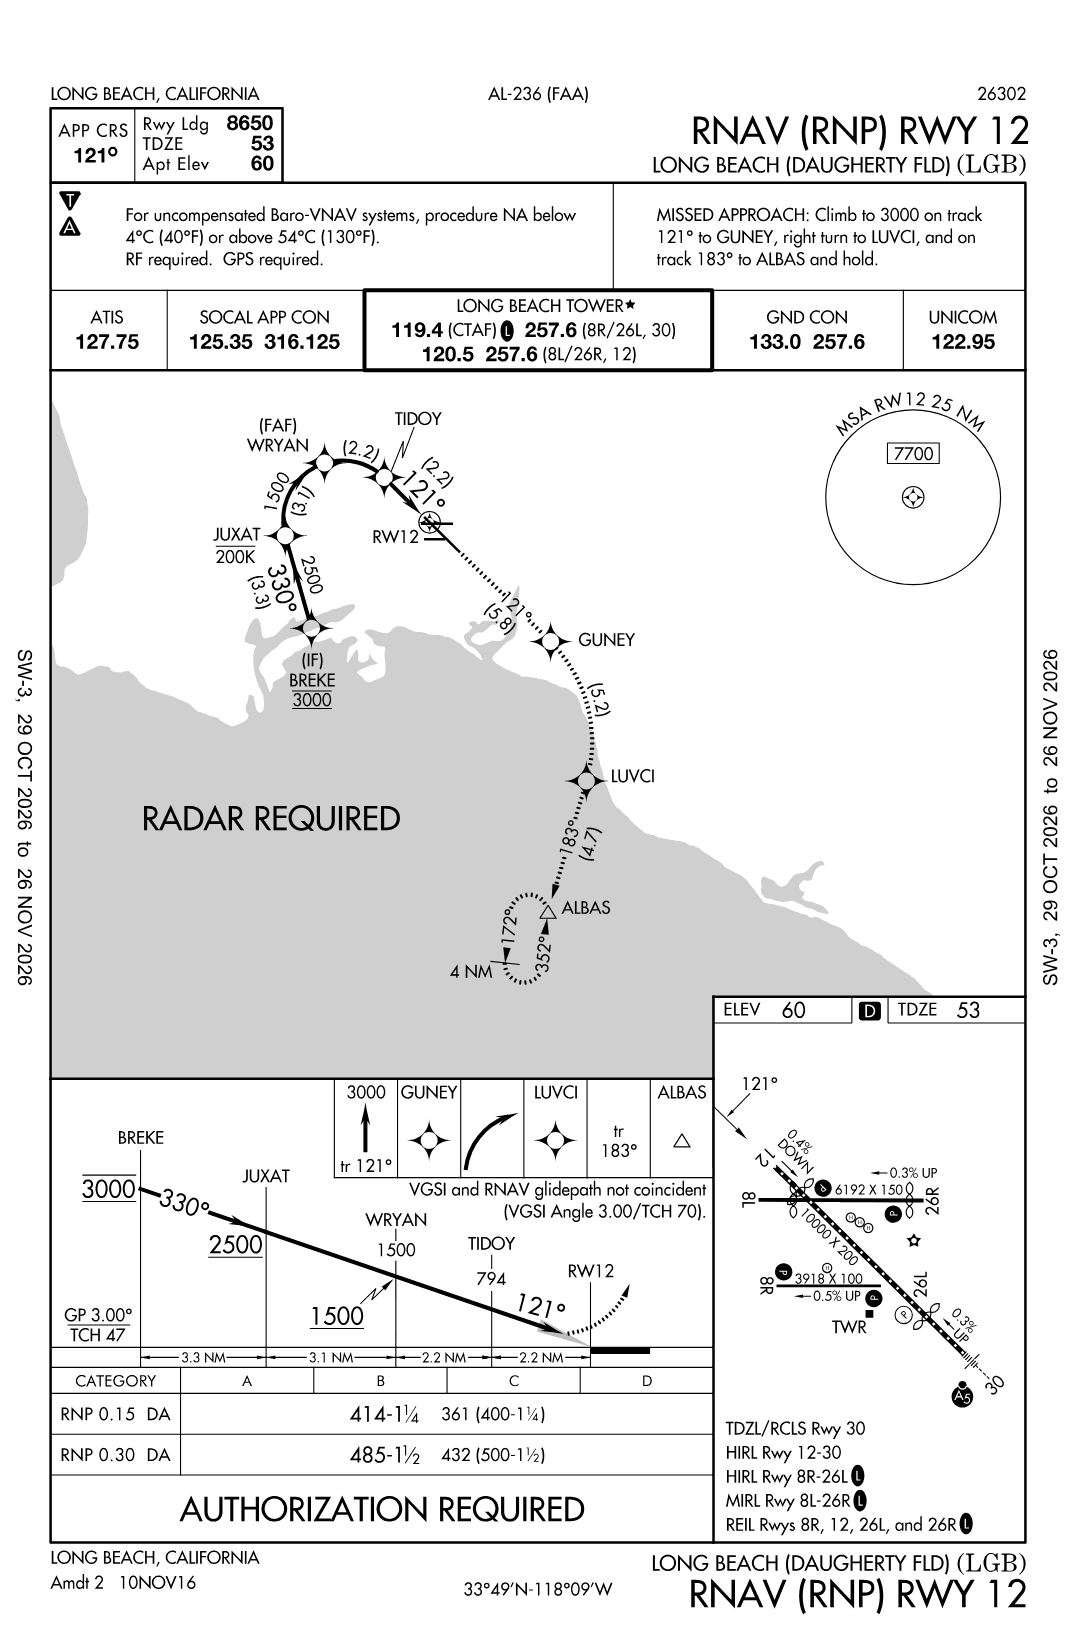 LONG BEACH, CALIFORNIA
AL-236 (FAA)
26302
APP CRS
121°
Rwy Ldg 8650
TDZE 53
Apt Elev 60
RNAV (RNP) RWY 12
LONG BEACH (DAUGHERTY FLD) (LGB)
T
A
For uncompensated Baro-VNAV systems, procedure NA below
4°C (40°F) or above 54°C (130°F).
RF required. GPS required.
MISSED APPROACH: Climb to 3000 on track
121° to GUNEY, right turn to LUVCI, and on
track 183° to ALBAS and hold.
ATIS
127.75
SOCAL APP CON
125.35 316.125
LONG BEACH TOWER★
119.4 (CTAF) L 257.6 (8R/26L, 30)
120.5 257.6 (8L/26R, 12)
GND CON
133.0 257.6
UNICOM
122.95
MSA RW12 25 NM
7700
TIDOY
(FAF)
WRYAN
(2.2)
(2.2)
121°
1500
(3.1)
RW12
JUXAT
200K
2500
330°
(3.3)
(IF)
BREKE
3000
121°
(5.8)
GUNEY
(5.2)
LUVCI
RADAR REQUIRED
183°
(4.7)
ALBAS
172°
352°
4 NM
SW-3, 29 OCT 2026 to 26 NOV 2026
SW-3, 29 OCT 2026 to 26 NOV 2026
ELEV 60
D
TDZE 53
121°
12
0.4%
DOWN
0.3% UP
8L
P
6192 X 150
26R
P
H H H
10000 X 200
H
P
3918 X 100
8R
0.5% UP
P
26L
P
TWR
0.3%
UP
30
A5
TDZL/RCLS Rwy 30
HIRL Rwy 12-30
HIRL Rwy 8R-26L L
MIRL Rwy 8L-26R L
REIL Rwys 8R, 12, 26L, and 26R L
3000
tr 121°
GUNEY
LUVCI
tr
183°
ALBAS
VGSI and RNAV glidepath not coincident
(VGSI Angle 3.00/TCH 70).
BREKE
3000
330°
JUXAT
2500
WRYAN
1500
1500
TIDOY
794
121°
RW12
GP 3.00°
TCH 47
3.3 NM
3.1 NM
2.2 NM
2.2 NM
CATEGORY A B C D
RNP 0.15 DA 414-1¼ 361 (400-1¼)
RNP 0.30 DA 485-1½ 432 (500-1½)
AUTHORIZATION REQUIRED
LONG BEACH, CALIFORNIA
Amdt 2 10NOV16
33°49'N-118°09'W
LONG BEACH (DAUGHERTY FLD) (LGB)
RNAV (RNP) RWY 12